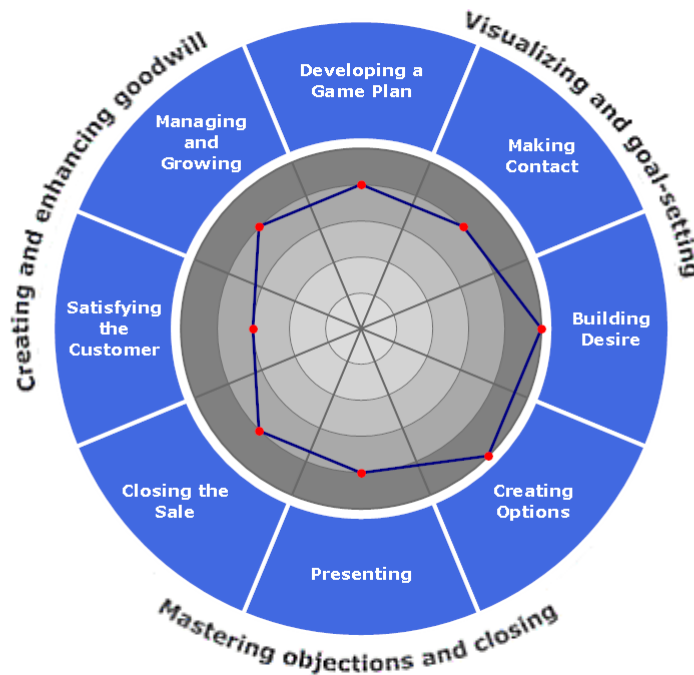 Visualizing and goal-setting
Creating and enhancing goodwill
Developing a
Game Plan
Managing
and
Growing
Making
Contact
Satisfying
the
Customer
Building
Desire
Closing the
Sale
Creating
Options
Presenting
Mastering objections and closing